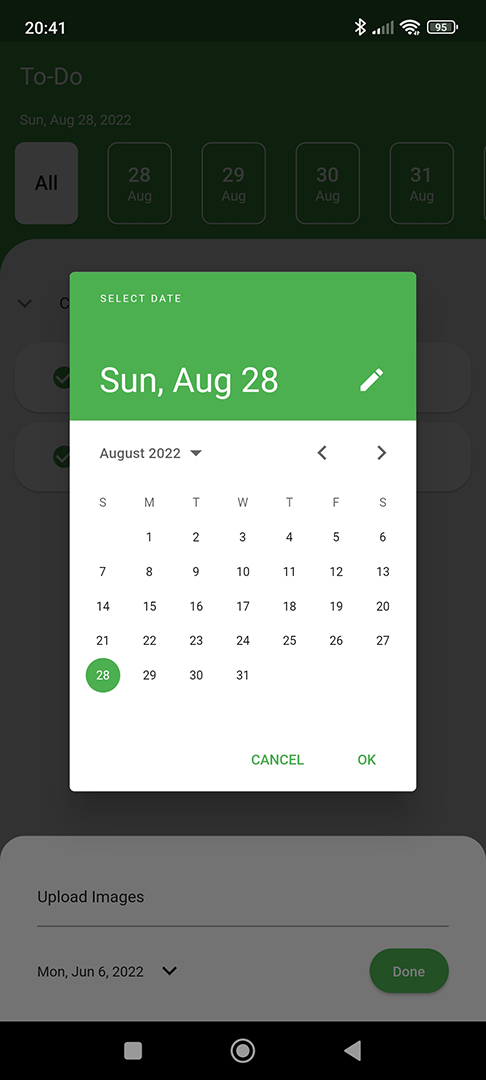 20:41 95
To-Do
Sun, Aug 28, 2022
All 28 Aug 29 Aug 30 Aug 31 Aug
C
SELECT DATE
Sun, Aug 28
August 2022
S M T W T F S
1 2 3 4 5 6
7 8 9 10 11 12 13
14 15 16 17 18 19 20
21 22 23 24 25 26 27
28 29 30 31
CANCEL OK
Upload Images
Mon, Jun 6, 2022 Done